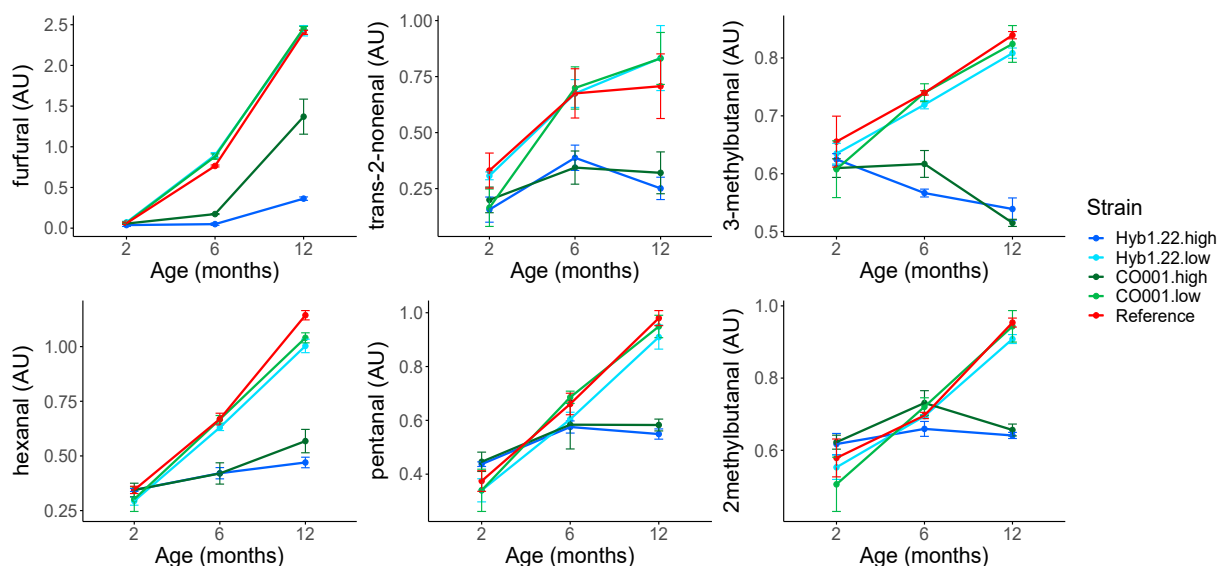 furfural (AU)
2.5
2.0
1.5
1.0
0.5
0.0
2
6
12
Age (months)
trans-2-nonenal (AU)
1.00
0.75
0.50
0.25
2
6
12
Age (months)
3-methylbutanal (AU)
0.8
0.7
0.6
0.5
2
6
12
Age (months)
Strain
Hyb1.22.high
Hyb1.22.low
CO001.high
CO001.low
Reference
hexanal (AU)
1.00
0.75
0.50
0.25
2
6
12
Age (months)
pentanal (AU)
1.0
0.8
0.6
0.4
2
6
12
Age (months)
2methylbutanal (AU)
1.0
0.8
0.6
2
6
12
Age (months)